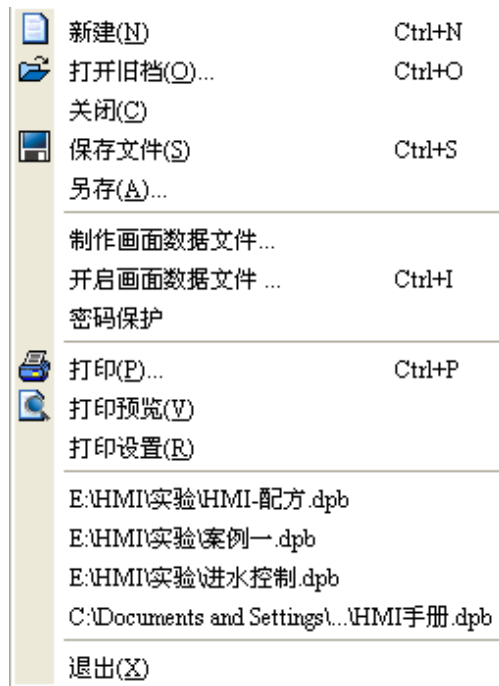 新建(N) Ctrl+N
打开旧档(O)... Ctrl+O
关闭(C)
保存文件(S) Ctrl+S
另存(A)...
制作画面数据文件...
开启画面数据文件 ... Ctrl+I
密码保护
打印(P)... Ctrl+P
打印预览(V)
打印设置(R)
E:\HMI\实验\HMI-配方.dpb
E:\HMI\实验\案例一.dpb
E:\HMI\实验\进水控制.dpb
C:\Documents and Settings\...\HMI手册.dpb
退出(X)